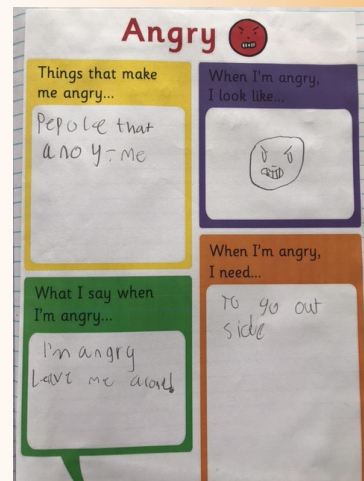 Angry
Things that make
me angry...
Pepolce that
anoy-me
When I'm angry,
I look like...
What I say when
I'm angry...
I'm angry
Leave me alone!
When I'm angry,
I need...
To go out
side